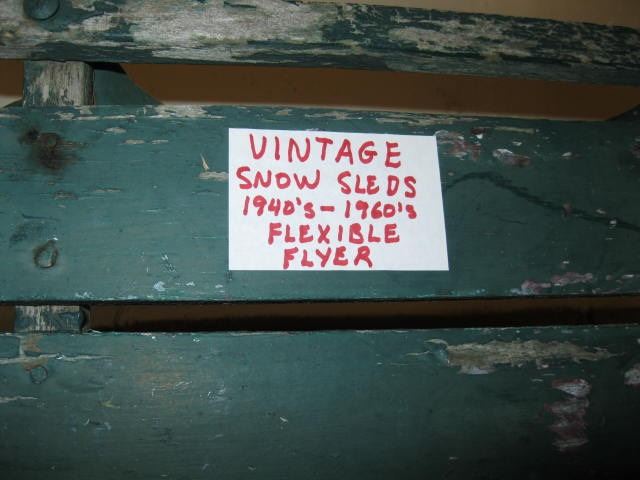 VINTAGE
SNOW SLEDS
1940's - 1960's
FLEXIBLE
FLYER